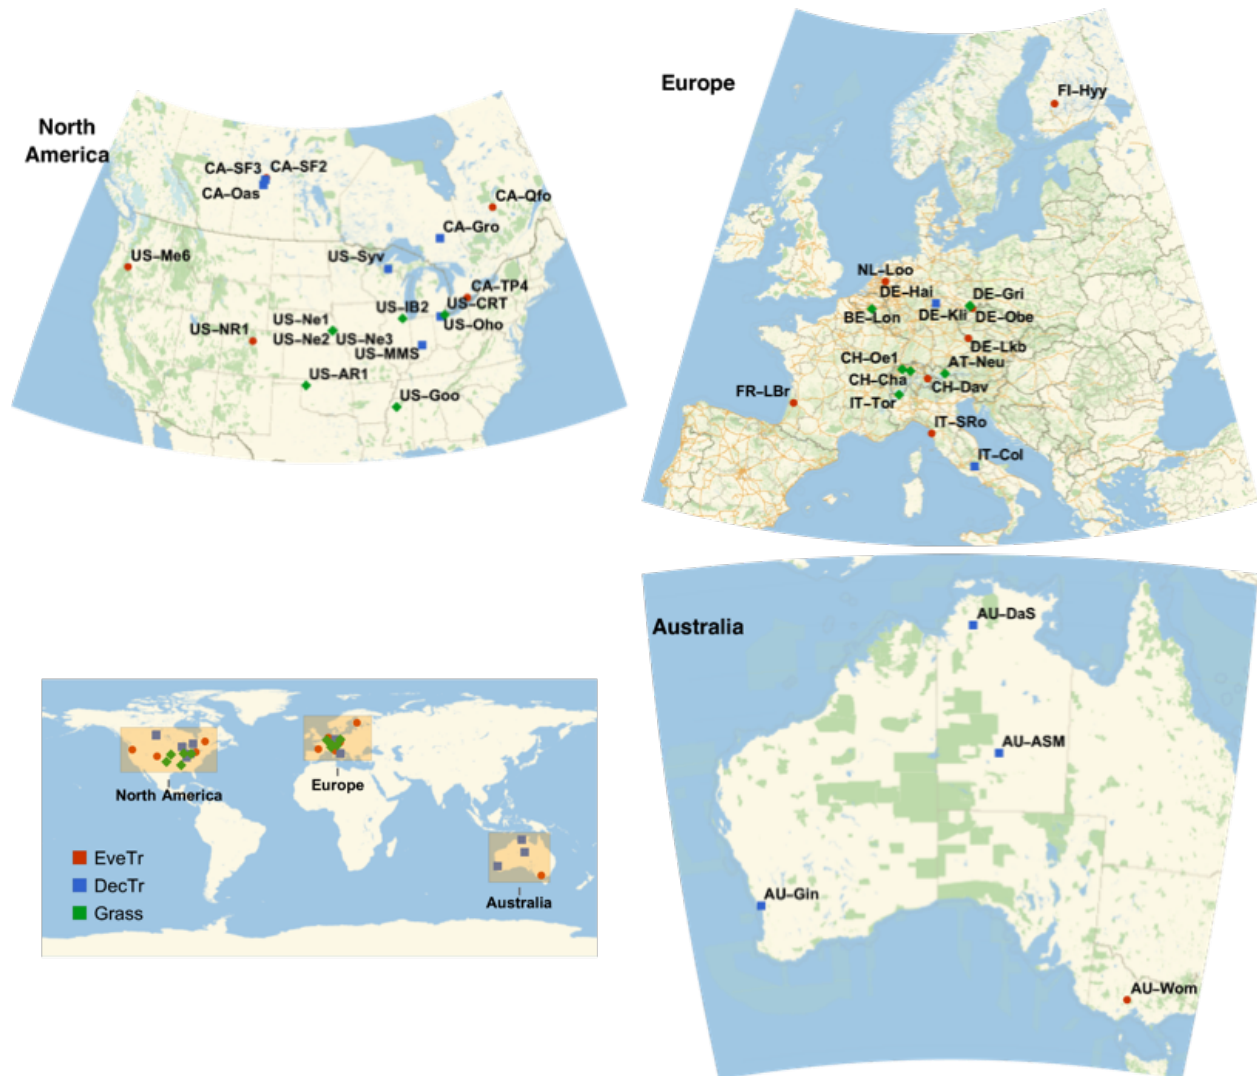 North
America
CA–SF3
CA–SF2
CA–Oas
CA–Qfo
CA–Gro
US–Me6
US–Syv
CA–TP4
US–IB2
US–CRT
US–Ne1
US–Oho
US–NR1
US–Ne2
US–Ne3
US–MMS
US–AR1
US–Goo
Europe
FI–Hyy
NL–Loo
DE–Hai
DE–Gri
BE–Lon
DE–Kli
DE–Obe
DE–Lkb
CH–Oe1
AT–Neu
CH–Cha
CH–Dav
FR–LBr
IT–Tor
IT–SRo
IT–Col
North America
Europe
Australia
EveTr
DecTr
Grass
Australia
AU–DaS
AU–ASM
AU–Gin
AU–Wom